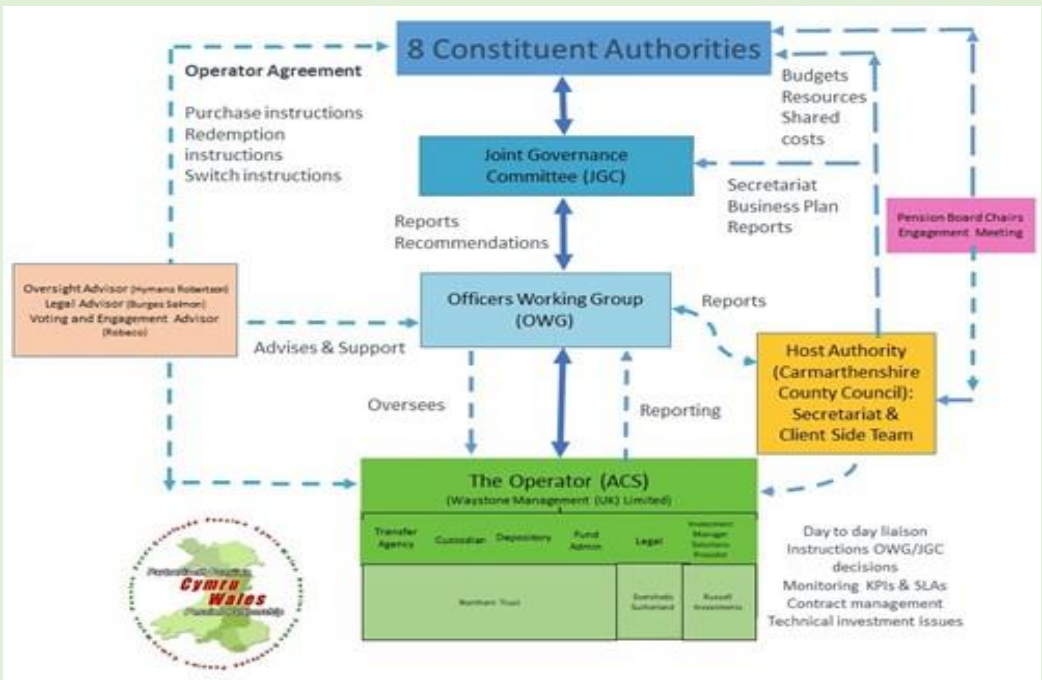 8 Constituent Authorities
Operator Agreement
Purchase instructions
Redemption
instructions
Switch instructions
Budgets
Resources
Shared
costs
Joint Governance
Committee (JGC)
Secretariat
Business Plan
Reports
Pension Board Chairs
Engagement Meeting
Reports
Recommendations
Oversight Advisor (Hymans Robertson)
Legal Advisor (Burges Salmon)
Voting and Engagement Advisor
(Robeco)
Officers Working Group
(OWG)
Reports
Advises & Support
Host Authority
(Carmarthenshire
County Council):
Secretariat &
Client Side Team
Oversees
Reporting
The Operator (ACS)
(Waystone Management (UK) Limited)
Transfer
Agency
Custodian
Depository
Fund
Admin
Legal
Investment
Manager
Solutions
Provider
Northern Trust
Eversheds
Sutherland
Russell
Investments
Day to day liaison
Instructions OWG/JGC
decisions
Monitoring KPIs & SLAs
Contract management
Technical investment issues
Cymru
Wales